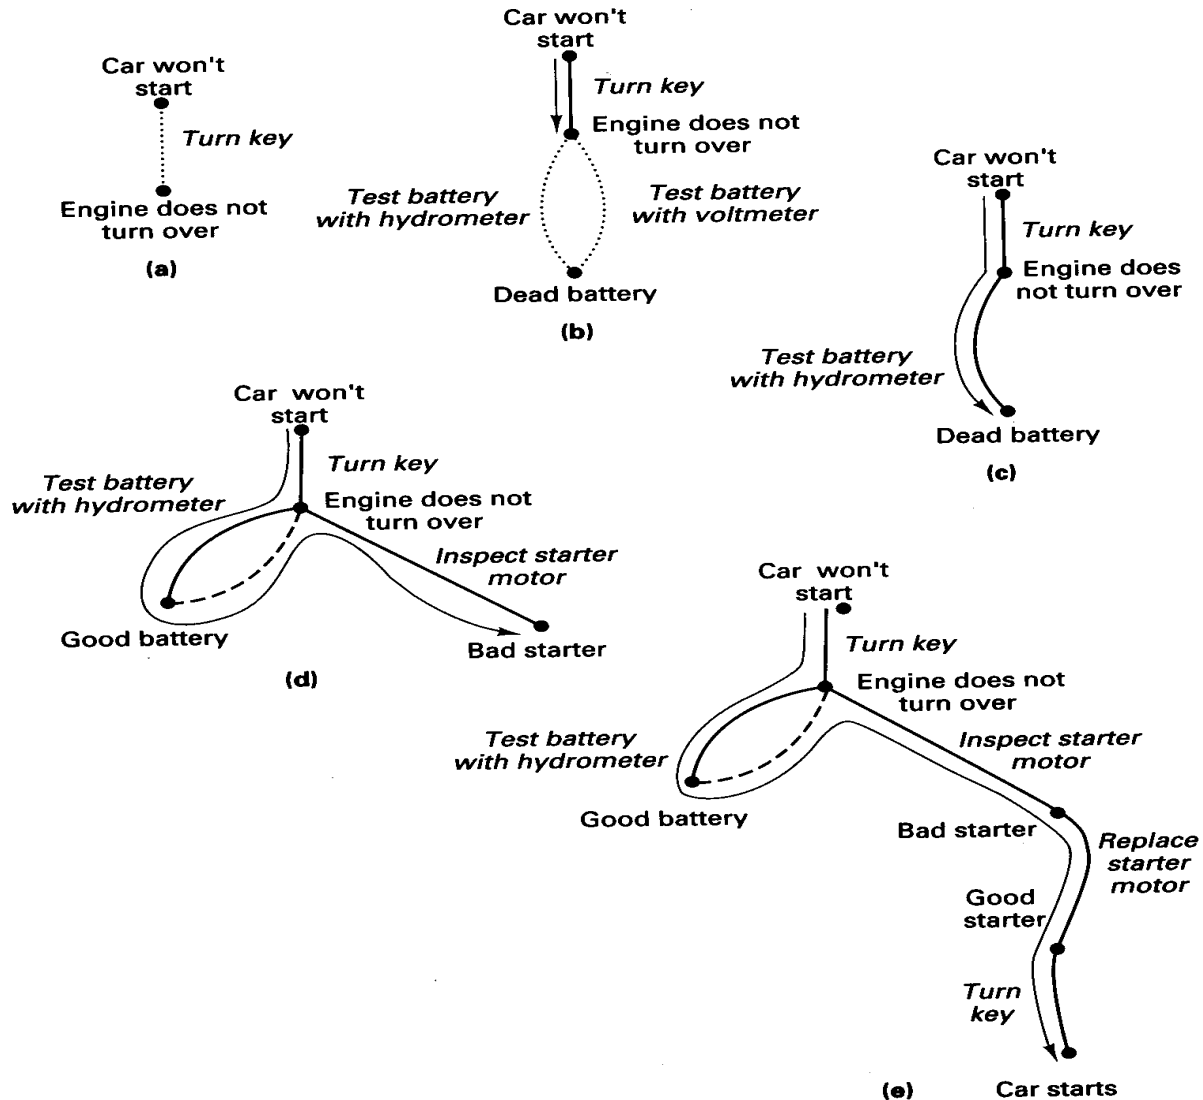 Car won't
start
Turn key
Engine does not
turn over
(a)
Car won't
start
Turn key
Engine does not
turn over
Test battery
with hydrometer
Test battery
with voltmeter
Dead battery
(b)
Car won't
start
Turn key
Engine does
not turn over
Test battery
with hydrometer
Dead battery
(c)
Car won't
start
Turn key
Test battery
with hydrometer
Engine does not
turn over
Inspect starter
motor
Good battery
Bad starter
(d)
Car won't
start
Turn key
Engine does not
turn over
Test battery
with hydrometer
Inspect starter
motor
Good battery
Bad starter
Replace
starter
motor
Good
starter
Turn
key
Car starts
(e)